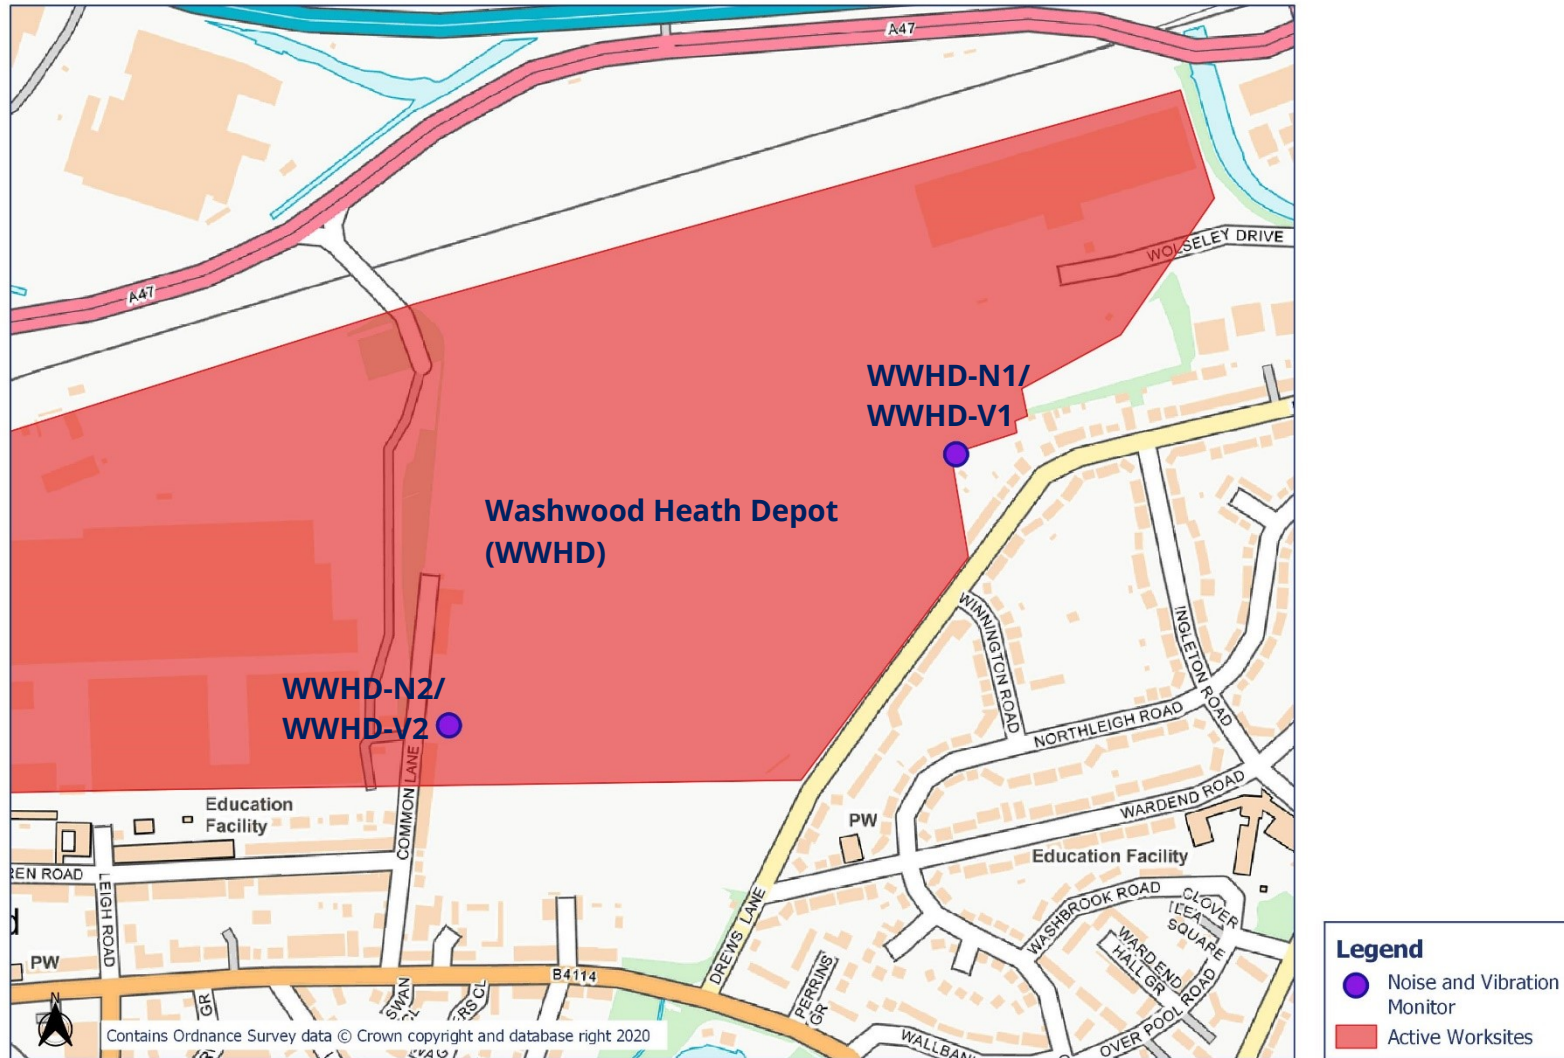 A47
A47
WOLSELEY DRIVE
WWHD-N1/
WWHD-V1
Washwood Heath Depot
(WWHD)
WINNINGTON ROAD
INGLETON ROAD
NORTHLEIGH ROAD
WWHD-N2/
WWHD-V2
COMMON LANE
Education
Facility
WARDEND ROAD
PW
Education Facility
REN ROAD
LEIGH ROAD
WASHBROOK ROAD
CLOVER
LEA
SQUARE
DREWS LANE
WARDEND
HALL GR
PW
B4114
SWAN
CL
PERRINS
GR
GR
OVER POOL ROAD
WALLBAN
Contains Ordnance Survey data © Crown copyright and database right 2020
Legend
Noise and Vibration
Monitor
Active Worksites